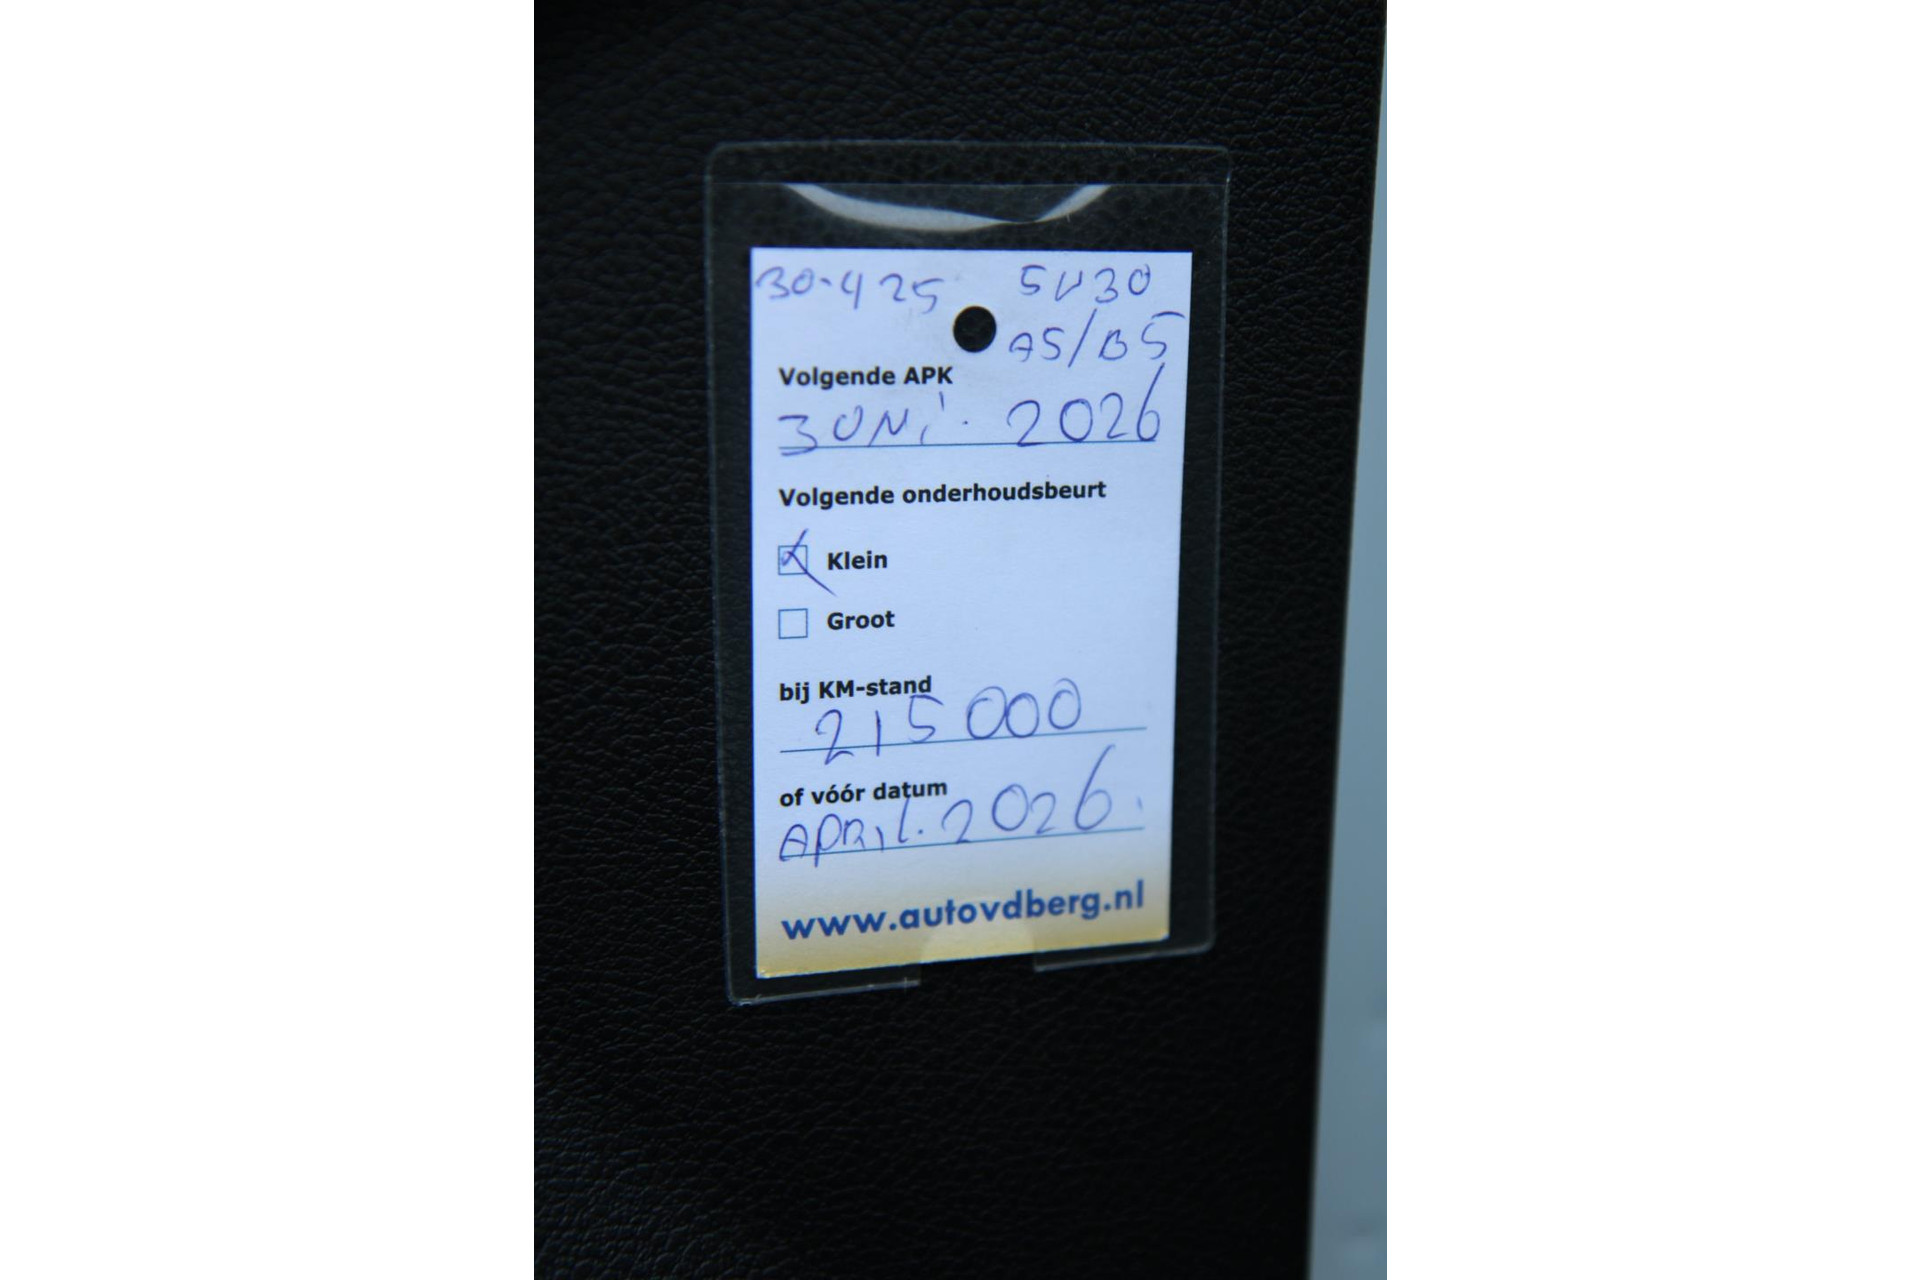 30-4 25 5W30
A5/B5
Volgende APK
JUNI. 2026
Volgende onderhoudsbeurt
Klein
Groot
bij KM-stand
215000
of vóór datum
APRIL. 2026.
www.autovdberg.nl